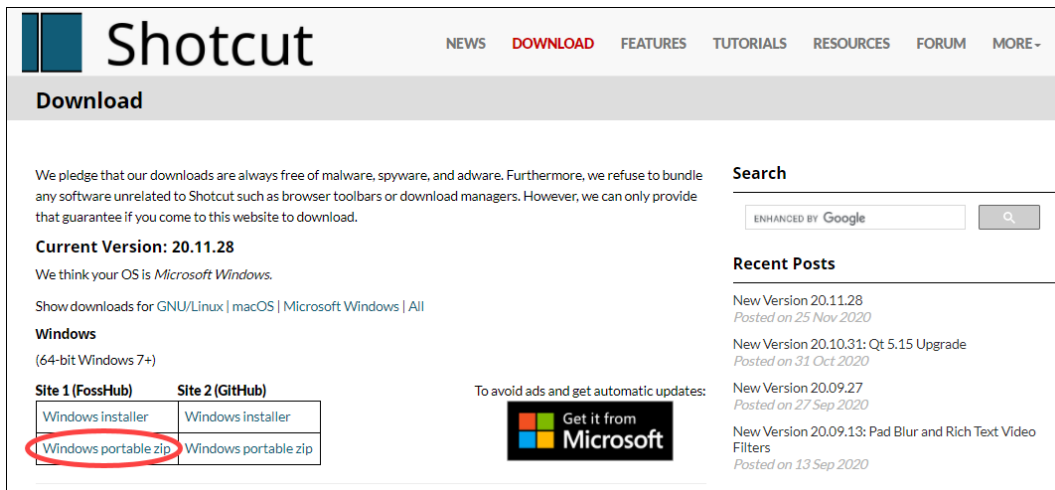 Shotcut
NEWS DOWNLOAD FEATURES TUTORIALS RESOURCES FORUM MORE
Download
We pledge that our downloads are always free of malware, spyware, and adware. Furthermore, we refuse to bundle
any software unrelated to Shotcut such as browser toolbars or download managers. However, we can only provide
that guarantee if you come to this website to download.
Current Version: 20.11.28
We think your OS is Microsoft Windows.
Show downloads for GNU/Linux | macOS | Microsoft Windows | All
Windows
(64-bit Windows 7+)
Site 1 (FossHub) Site 2 (GitHub)
Windows installer Windows installer
Windows portable zip Windows portable zip
To avoid ads and get automatic updates:
Get it from
Microsoft
Search
ENHANCED BY Google
Recent Posts
New Version 20.11.28
Posted on 25 Nov 2020
New Version 20.10.31: Qt 5.15 Upgrade
Posted on 31 Oct 2020
New Version 20.09.27
Posted on 27 Sep 2020
New Version 20.09.13: Pad Blur and Rich Text Video
Filters
Posted on 13 Sep 2020